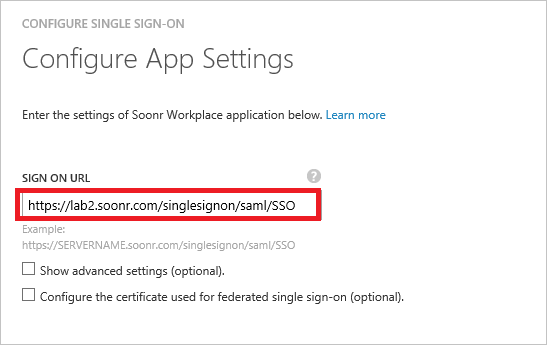 CONFIGURE SINGLE SIGN-ON
Configure App Settings
Enter the settings of Soonr Workplace application below. Learn more
SIGN ON URL ?
https://lab2.soonr.com/singlesignon/saml/SSO
Example:
https://SERVERNAME.soonr.com/singlesignon/saml/SSO
Show advanced settings (optional).
Configure the certificate used for federated single sign-on (optional).